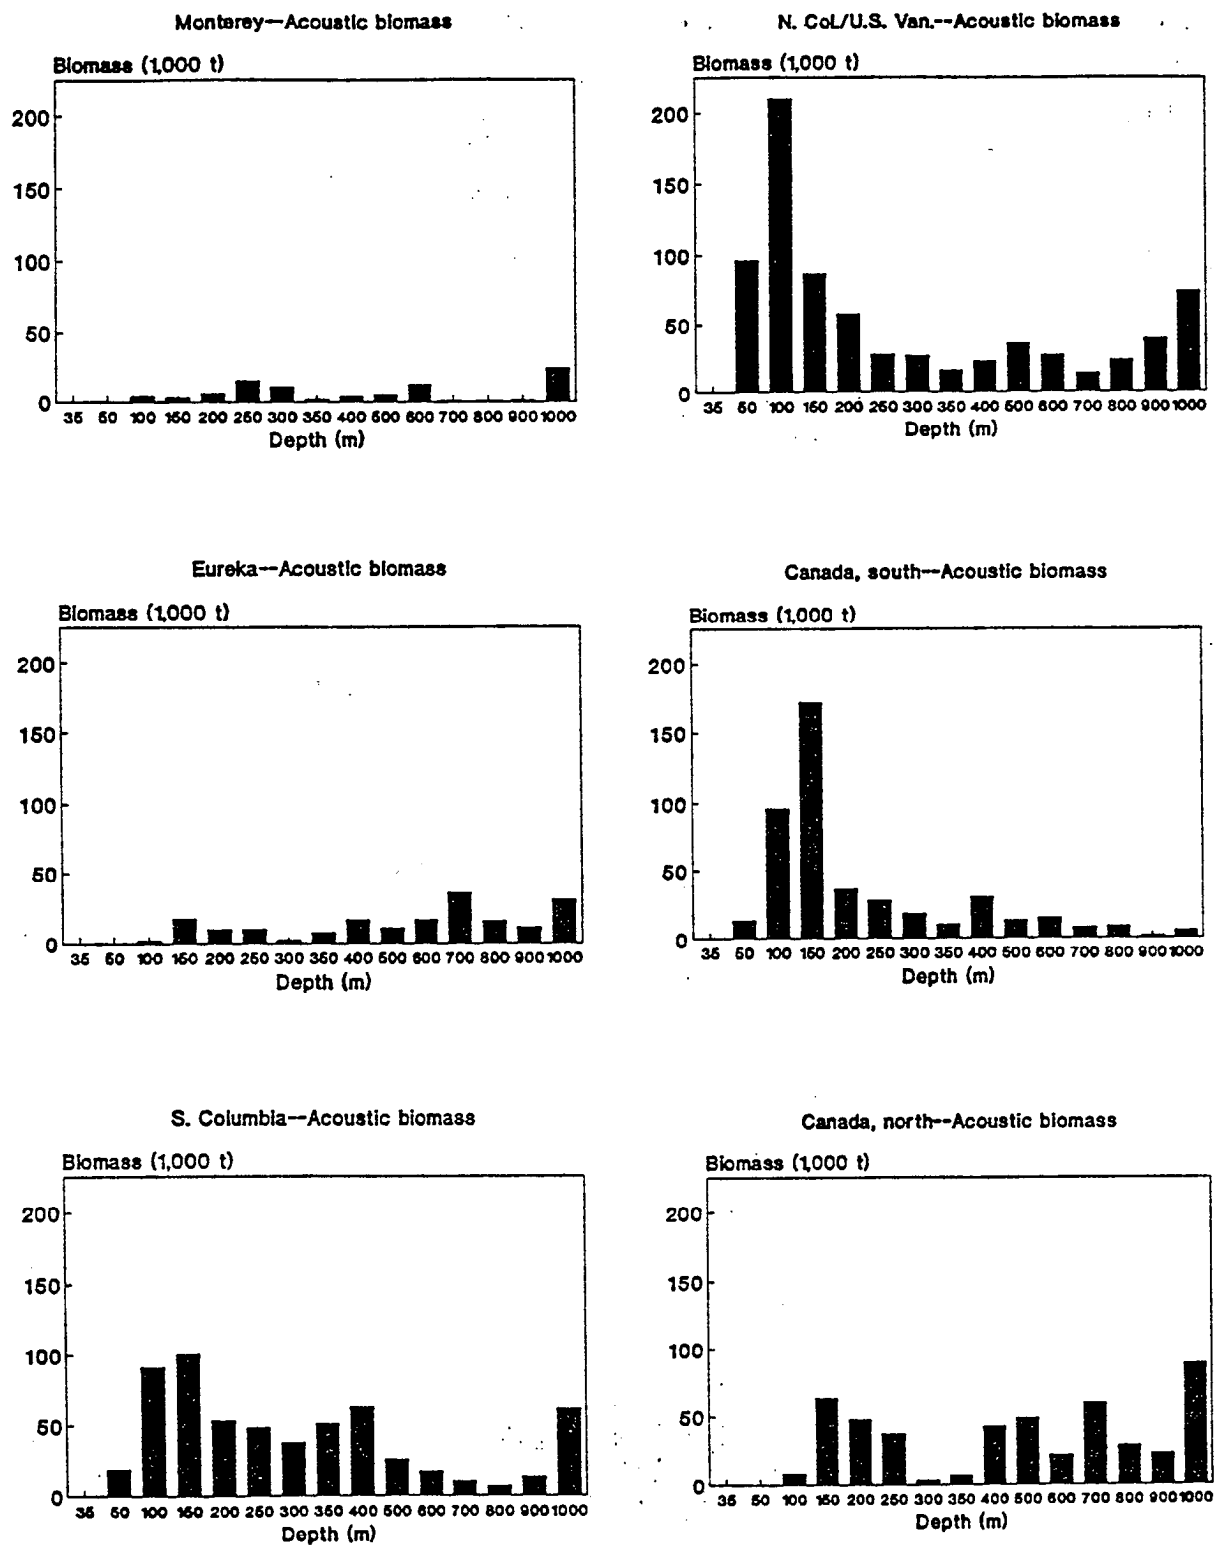 Monterey--Acoustic biomass
Biomass (1,000 t)
200
150
100
50
0
35 50 100 150 200 250 300 350 400 500 600 700 800 900 1000
Depth (m)
N. Col./U.S. Van.--Acoustic biomass
Biomass (1,000 t)
200
150
100
50
0
35 50 100 150 200 250 300 350 400 500 600 700 800 900 1000
Depth (m)
Eureka--Acoustic biomass
Biomass (1,000 t)
200
150
100
50
0
35 50 100 150 200 250 300 350 400 500 600 700 800 900 1000
Depth (m)
Canada, south--Acoustic biomass
Biomass (1,000 t)
200
150
100
50
0
35 50 100 150 200 250 300 350 400 500 600 700 800 900 1000
Depth (m)
S. Columbia--Acoustic biomass
Biomass (1,000 t)
200
150
100
50
0
35 50 100 150 200 250 300 350 400 500 600 700 800 900 1000
Depth (m)
Canada, north--Acoustic biomass
Biomass (1,000 t)
200
150
100
50
0
35 50 100 150 200 250 300 350 400 500 600 700 800 900 1000
Depth (m)